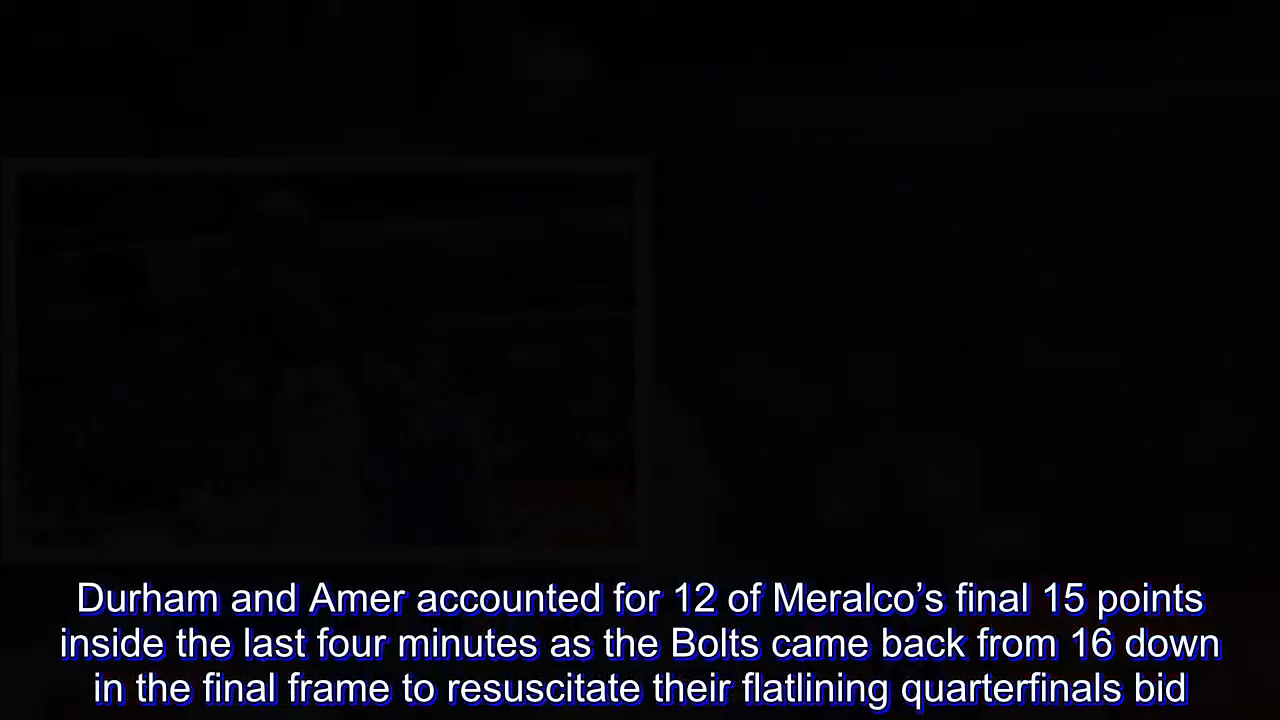 Durham and Amer accounted for 12 of Meralco’s final 15 points
inside the last four minutes as the Bolts came back from 16 down
in the final frame to resuscitate their flatlining quarterfinals bid